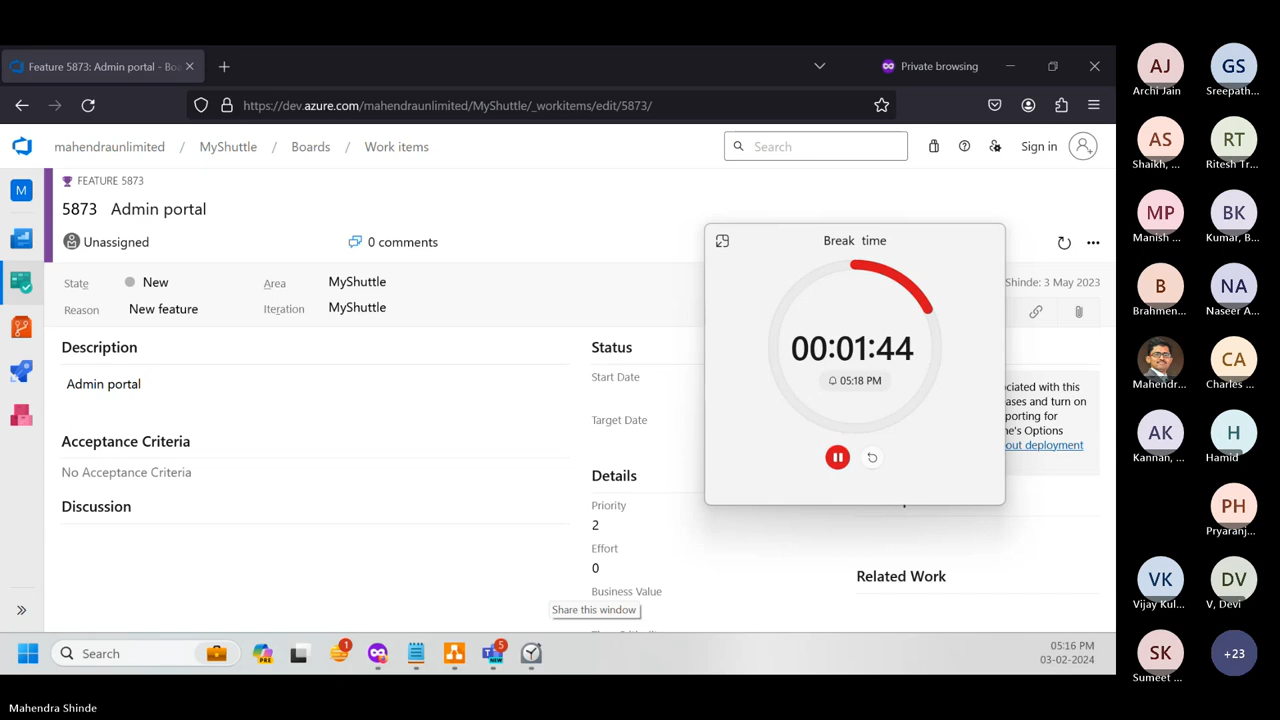 Feature 5873: Admin portal - Boa
Private browsing
https://dev.azure.com/mahendraunlimited/MyShuttle/_workitems/edit/5873/
mahendraunlimited / MyShuttle / Boards / Work items
Search
Sign in
M
FEATURE 5873
5873 Admin portal
Unassigned
0 comments
State
New
Area
MyShuttle
Reason
New feature
Iteration
MyShuttle
Shinde: 3 May 2023
Description
Admin portal
Acceptance Criteria
No Acceptance Criteria
Discussion
Status
Start Date
Target Date
Details
Priority
2
Effort
0
Business Value
Share this window
Break time
00:01:44
05:18 PM
ociated with this
ases and turn on
porting for
e's Options
out deployment
Related Work
Search
PRE
1
NEW
5
05:16 PM
03-02-2024
AJ
Archi Jain
GS
Sreepath...
AS
Shaikh, ...
RT
Ritesh Tr...
MP
Manish ...
BK
Kumar, B...
B
Brahmen...
NA
Naseer A...
Mahendr...
CA
Charles ...
AK
Kannan, ...
H
Hamid
PH
Pryaranj...
VK
Vijay Kul...
DV
V, Devi
SK
Sumeet ...
+23
Mahendra Shinde